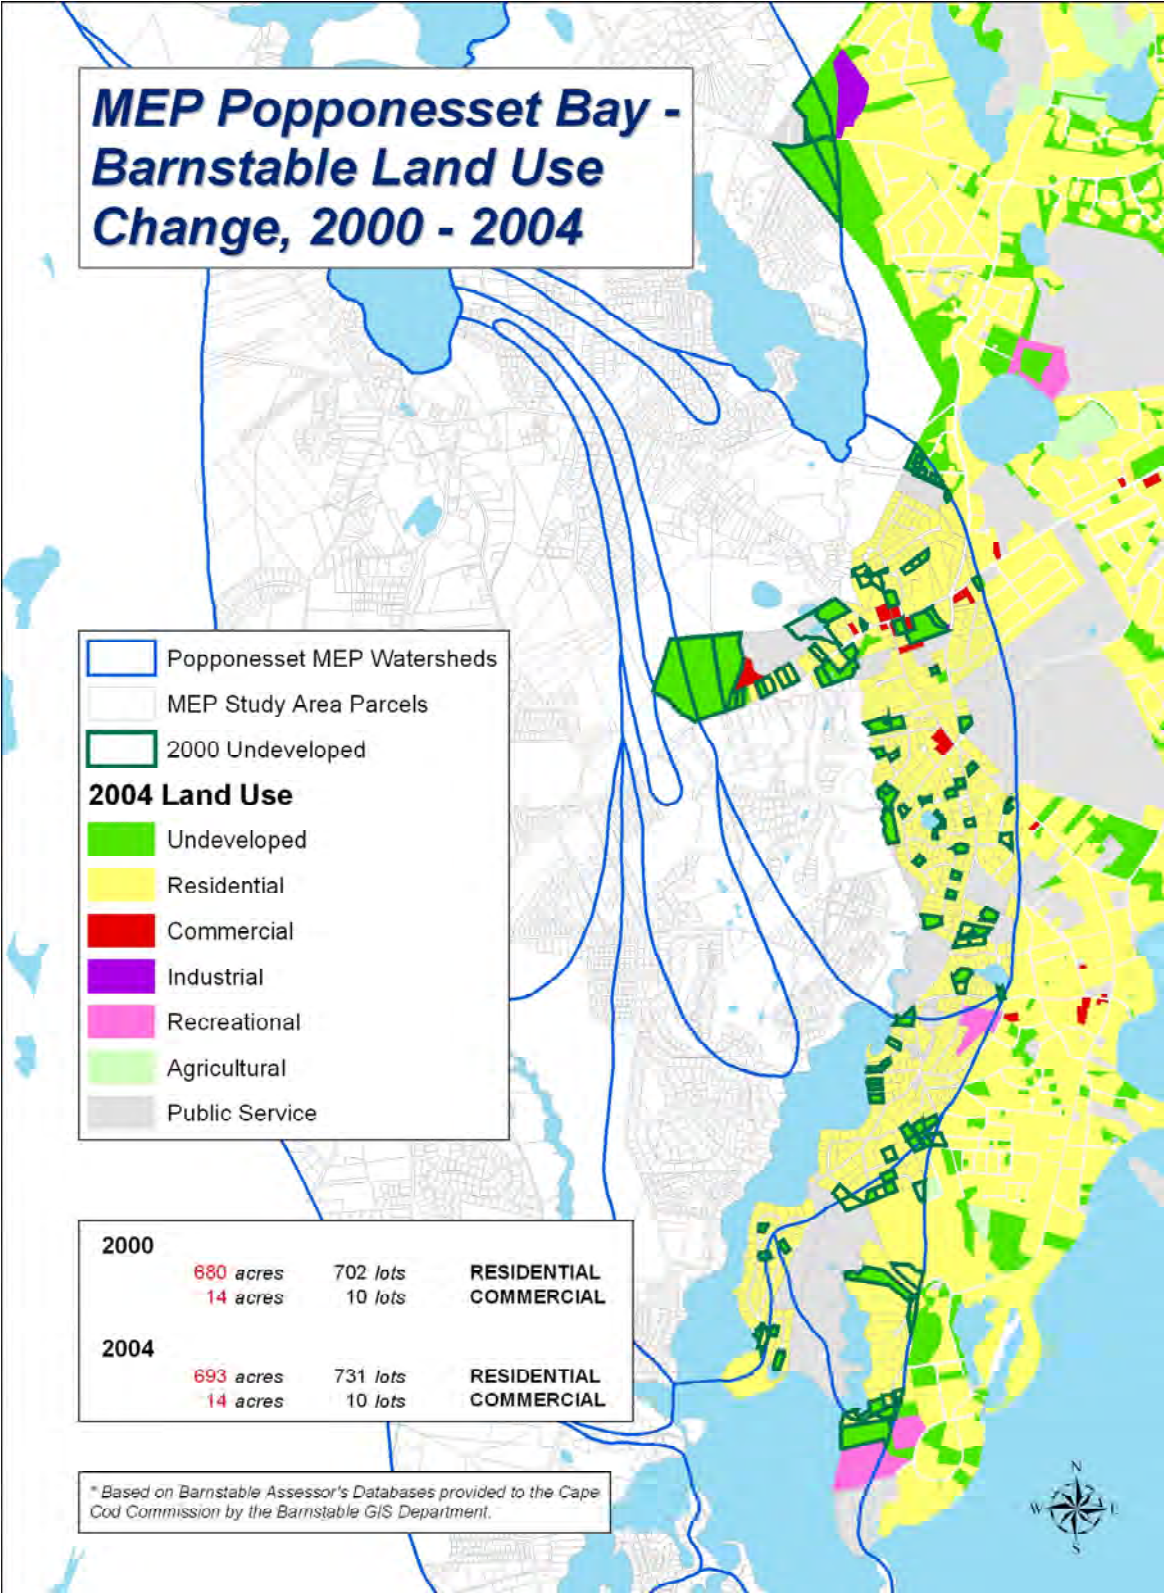 MEP Popponesset Bay -
Barnstable Land Use
Change, 2000 - 2004
Popponesset MEP Watersheds
MEP Study Area Parcels
2000 Undeveloped
2004 Land Use
Undeveloped
Residential
Commercial
Industrial
Recreational
Agricultural
Public Service
2000
680 acres 702 lots RESIDENTIAL
14 acres 10 lots COMMERCIAL
2004
693 acres 731 lots RESIDENTIAL
14 acres 10 lots COMMERCIAL
* Based on Barnstable Assessor's Databases provided to the Cape
Cod Commission by the Barnstable GIS Department.
N
W E
S